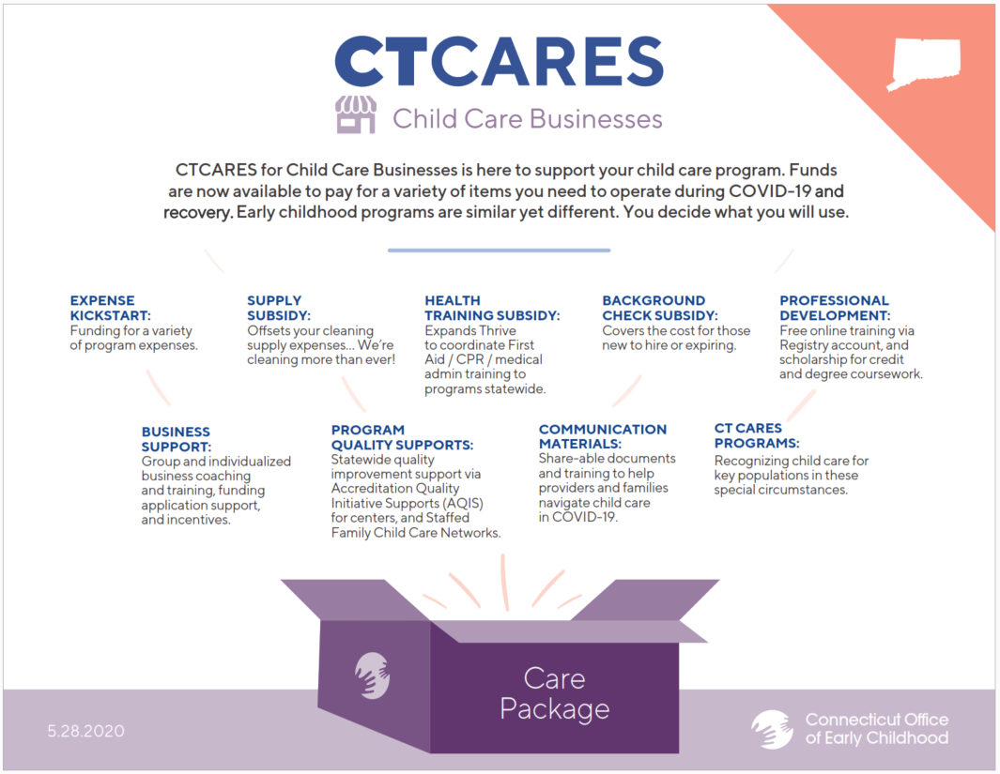 CTCARES
Child Care Businesses
CTCARES for Child Care Businesses is here to support your child care program. Funds
are now available to pay for a variety of items you need to operate during COVID-19 and
recovery. Early childhood programs are similar yet different. You decide what you will use.
EXPENSE
KICKSTART:
Funding for a variety
of program expenses.
SUPPLY
SUBSIDY:
Offsets your cleaning
supply expenses... We're
cleaning more than ever!
HEALTH
TRAINING SUBSIDY:
Expands Thrive
to coordinate First
Aid / CPR / medical
admin training to
programs statewide.
BACKGROUND
CHECK SUBSIDY:
Covers the cost for those
new to hire or expiring.
PROFESSIONAL
DEVELOPMENT:
Free online training via
Registry account, and
scholarship for credit
and degree coursework.
BUSINESS
SUPPORT:
Group and individualized
business coaching
and training, funding
application support,
and incentives.
PROGRAM
QUALITY SUPPORTS:
Statewide quality
improvement support via
Accreditation Quality
Initiative Supports (AQIS)
for centers, and Staffed
Family Child Care Networks.
COMMUNICATION
MATERIALS:
Share-able documents
and training to help
providers and families
navigate child care
in COVID-19.
CT CARES
PROGRAMS:
Recognizing child care for
key populations in these
special circumstances.
Care
Package
5.28.2020
Connecticut Office
of Early Childhood